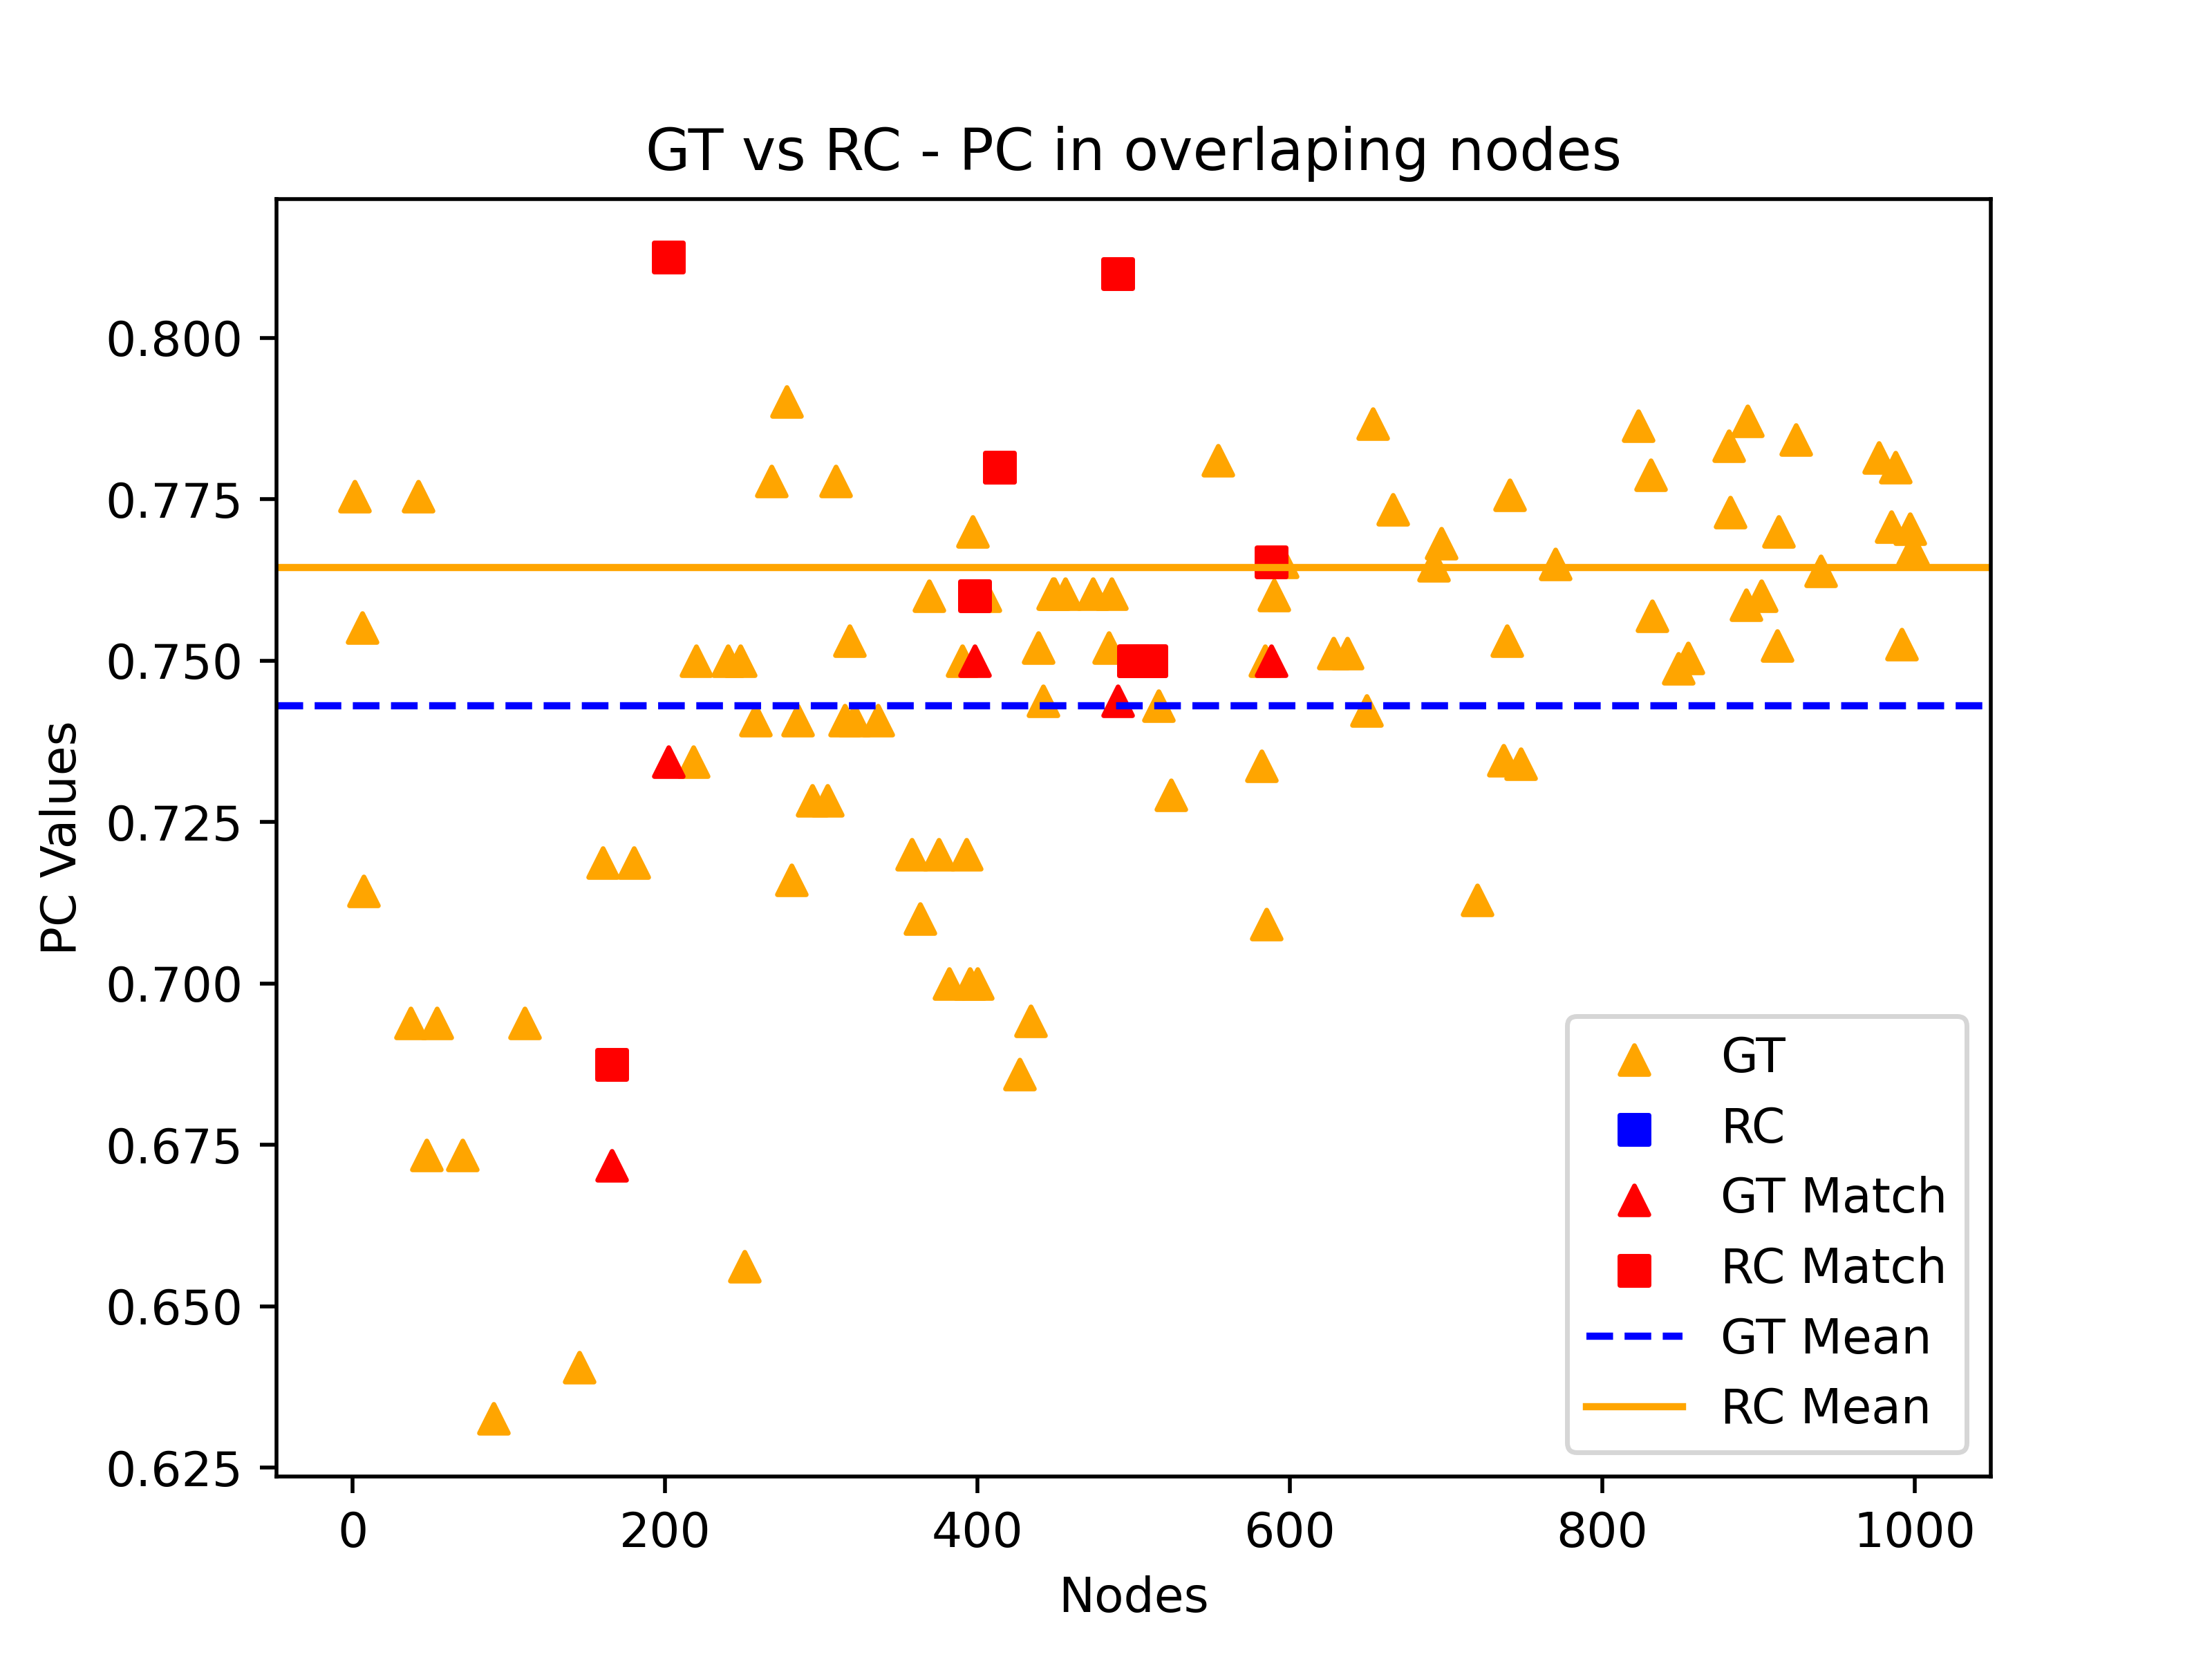 GT vs RC - PC in overlaping nodes
PC Values
0.800
0.775
0.750
0.725
0.700
0.675
0.650
0.625
0 200 400 600 800 1000
Nodes
GT
RC
GT Match
RC Match
GT Mean
RC Mean